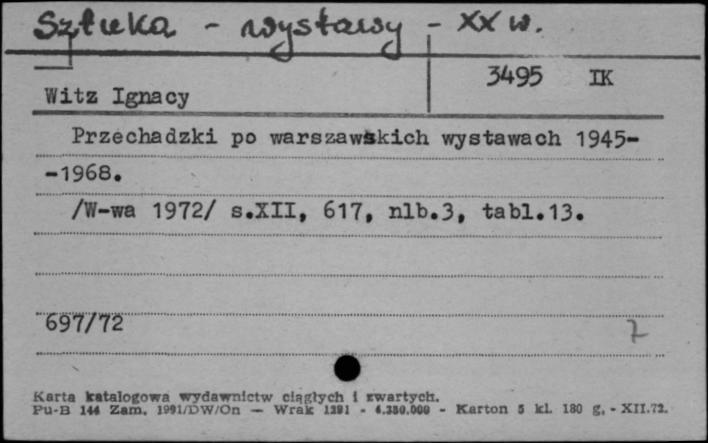 Sztuka - wystawy - XX w.
3495 IK
Witz Ignacy
Przechadzki po warszawskich wystawach 1945-
-1968.
/W-wa 1972/ s.XII, 617, nlb.3, tabl.13.
697/72
7
Karta katalogowa wydawnictw ciągłych i zwartych.
Pu-B 144 Zam. 1991/DW/On — Wrak 1291 - 4.350.000 - Karton 5 kl. 180 g. - XII.72.